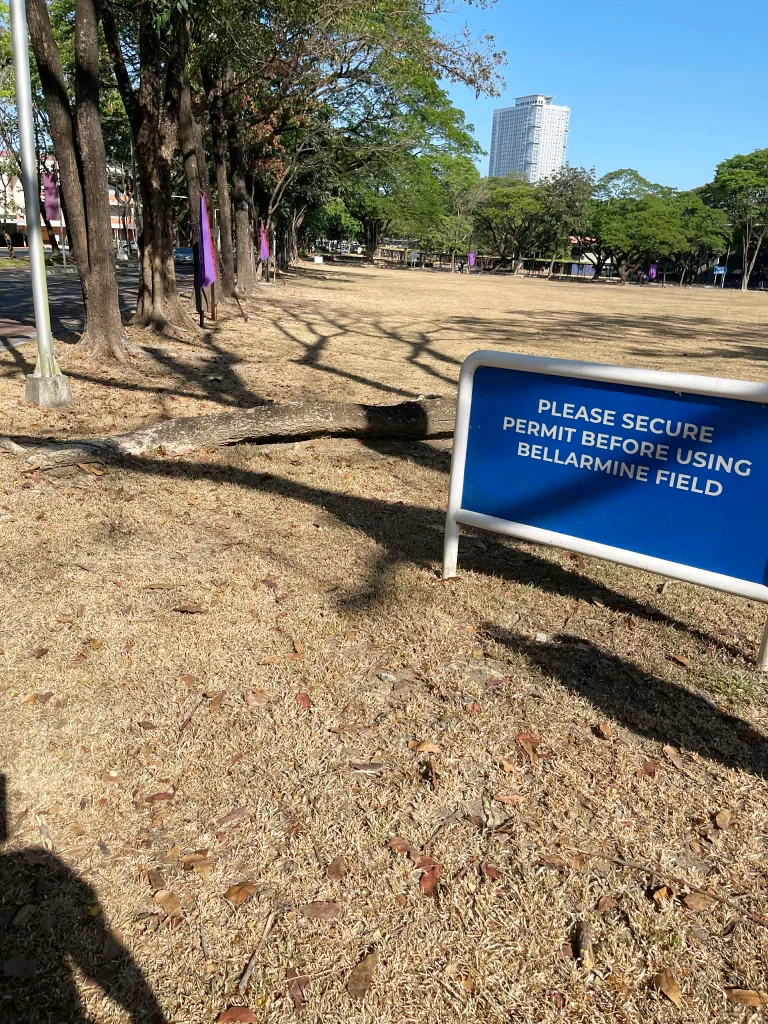 PLEASE SECURE
PERMIT BEFORE USING
BELLARMINE FIELD